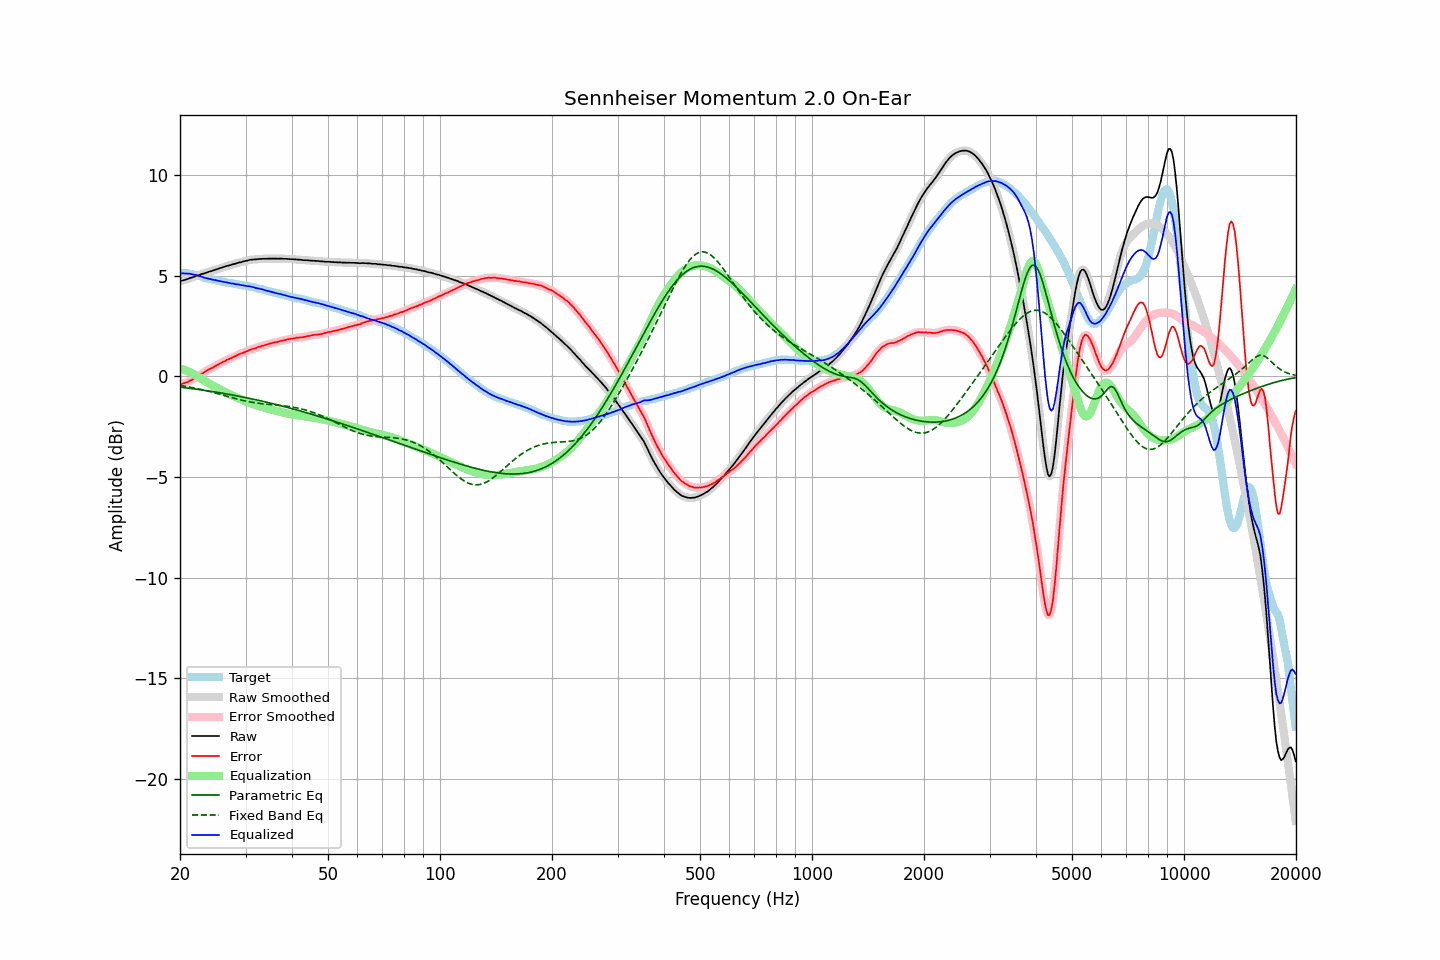 Sennheiser Momentum 2.0 On-Ear
Amplitude (dBr)
10
5
0
−5
−10
−15
−20
Target
Raw Smoothed
Error Smoothed
Raw
Error
Equalization
Parametric Eq
Fixed Band Eq
Equalized
20 50 100 200 500 1000 2000 5000 10000 20000
Frequency (Hz)